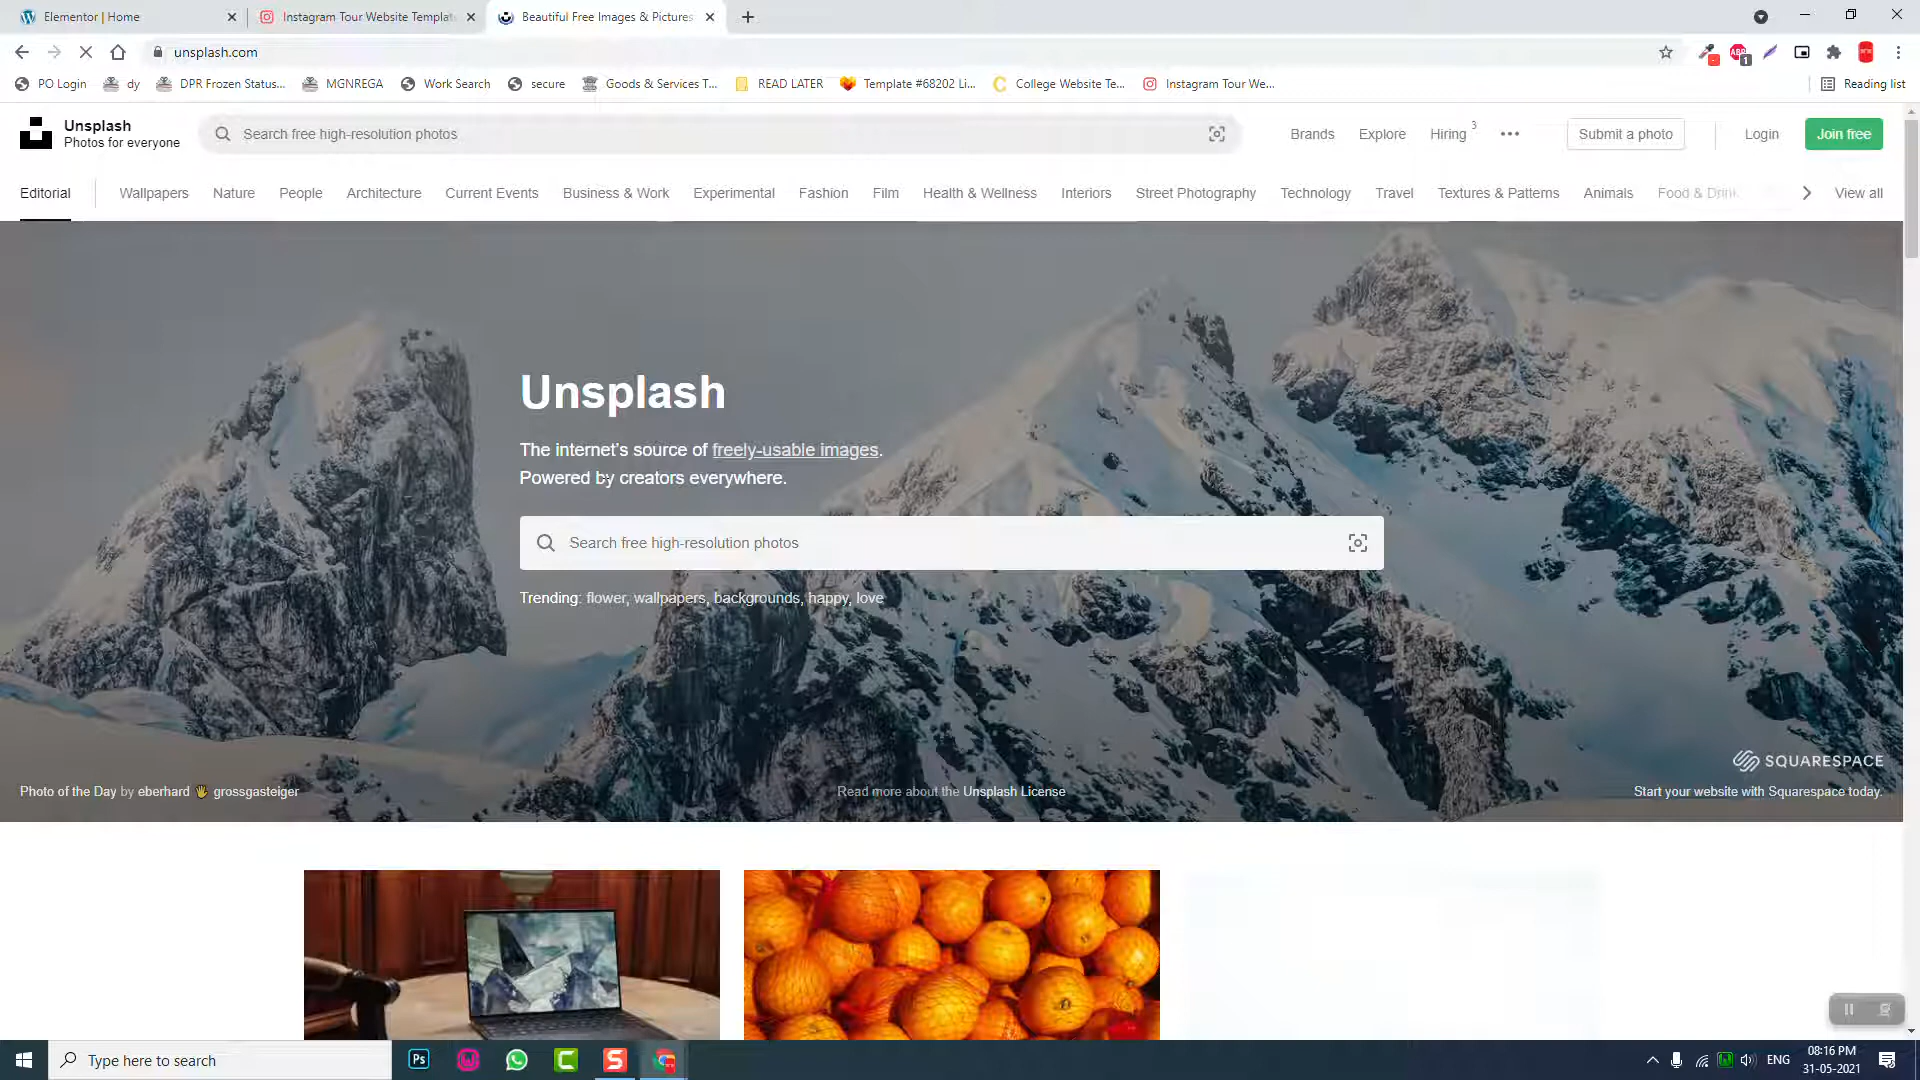 Elementor | Home
Instagram Tour Website Templat
Beautiful Free Images & Pictures
unsplash.com
ABP
1
PO Login
dy
DPR Frozen Status...
MGNREGA
Work Search
secure
Goods & Services T...
READ LATER
Template #68202 Li...
College Website Te...
Instagram Tour We...
Reading list
Unsplash
Photos for everyone
Search free high-resolution photos
Brands
Explore
Hiring
3
Submit a photo
Login
Join free
Editorial
Wallpapers
Nature
People
Architecture
Current Events
Business & Work
Experimental
Fashion
Film
Health & Wellness
Interiors
Street Photography
Technology
Travel
Textures & Patterns
Animals
Food & Drink
View all
Unsplash
The internet's source of freely-usable images.
Powered by creators everywhere.
Search free high-resolution photos
Trending: flower, wallpapers, backgrounds, happy, love
SQUARESPACE
Photo of the Day by eberhard 🖐 grossgasteiger
Read more about the Unsplash License
Start your website with Squarespace today.
Type here to search
Ps
ENG
08:16 PM
31-05-2021